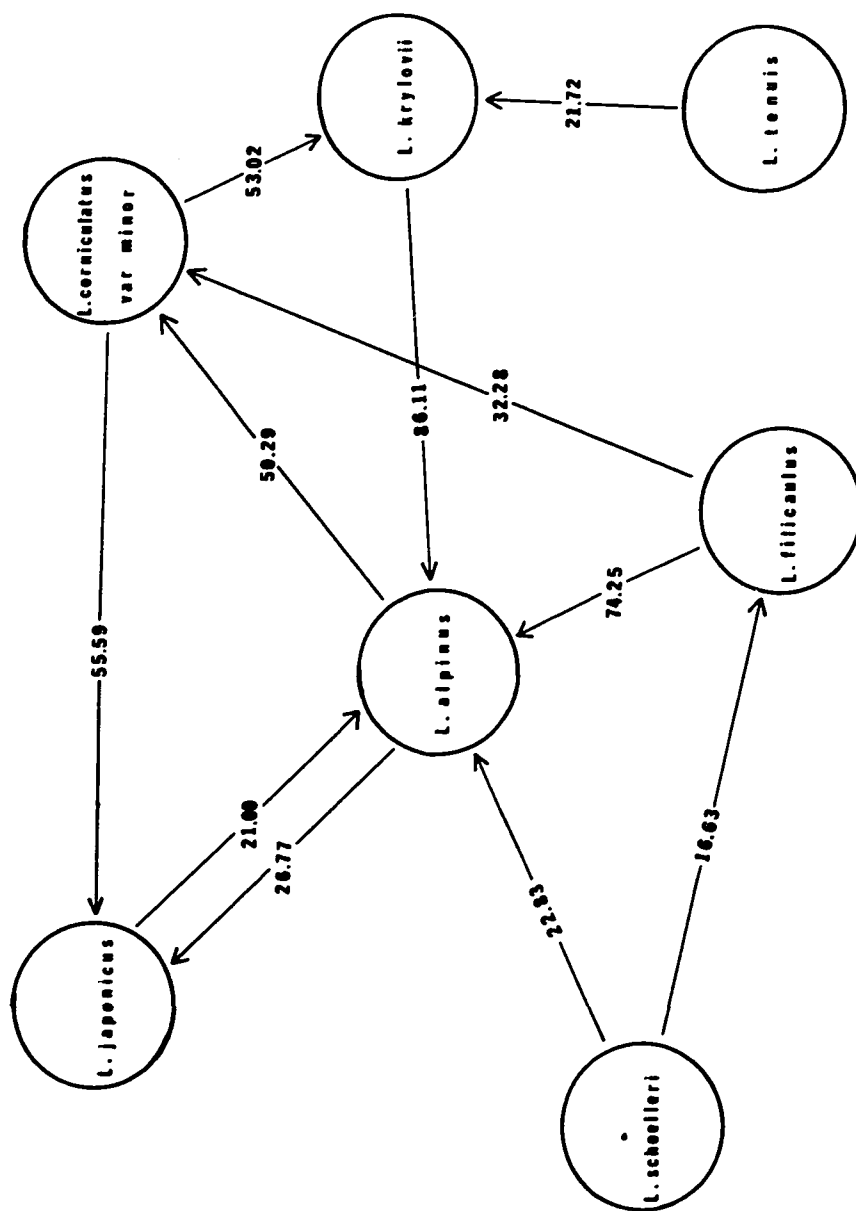 L. japonicus
L. corniculatus
var minor
L. krylovii
L. alpinus
L. schoelleri
L. filicaulus
L. tenuis
55.59
53.02
21.00
26.77
50.29
86.11
32.28
74.25
22.83
16.63
21.72